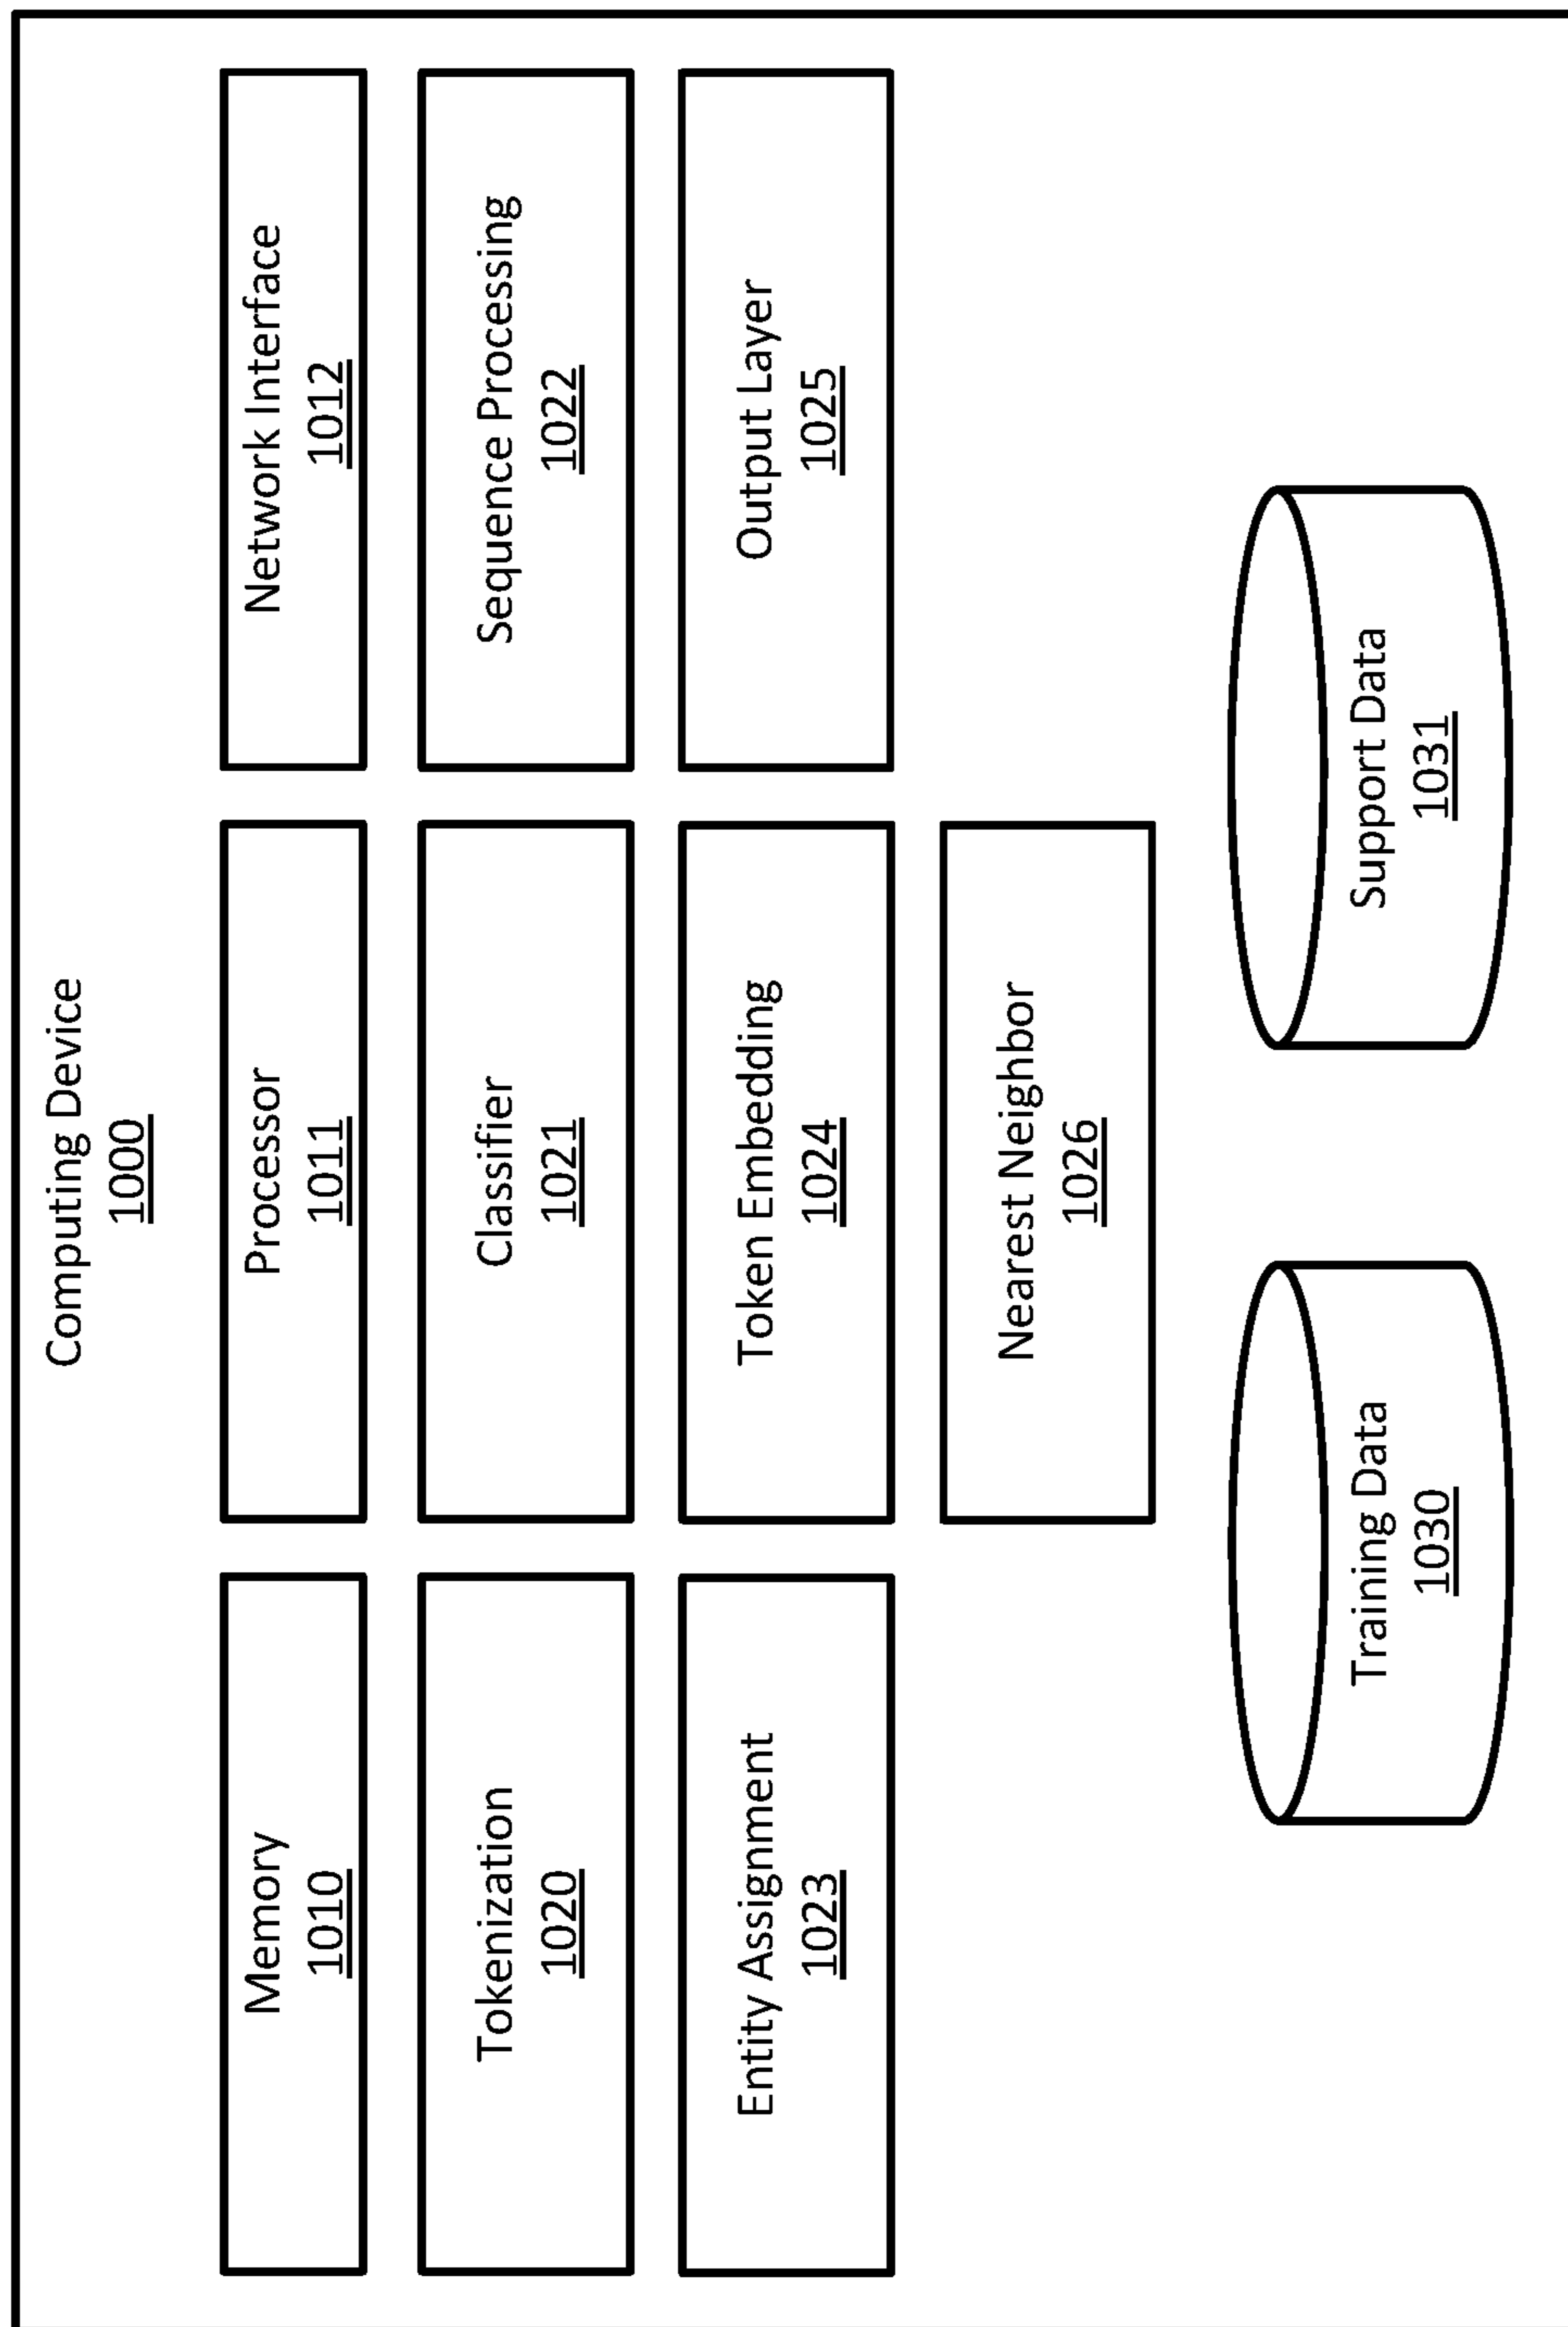 Computing Device
1000
Memory
1010
Processor
1011
Network Interface
1012
Tokenization
1020
Classifier
1021
Sequence Processing
1022
Entity Assignment
1023
Token Embedding
1024
Output Layer
1025
Nearest Neighbor
1026
Training Data
1030
Support Data
1031